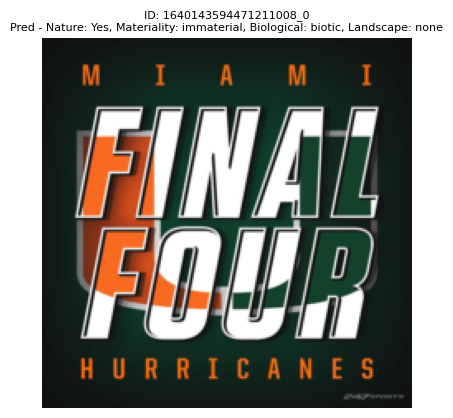 ID: 1640143594471211008_0
Pred - Nature: Yes, Materiality: immaterial, Biological: biotic, Landscape: none
MIAMI
FINAL
FOUR
HURRICANES
247SPORTS